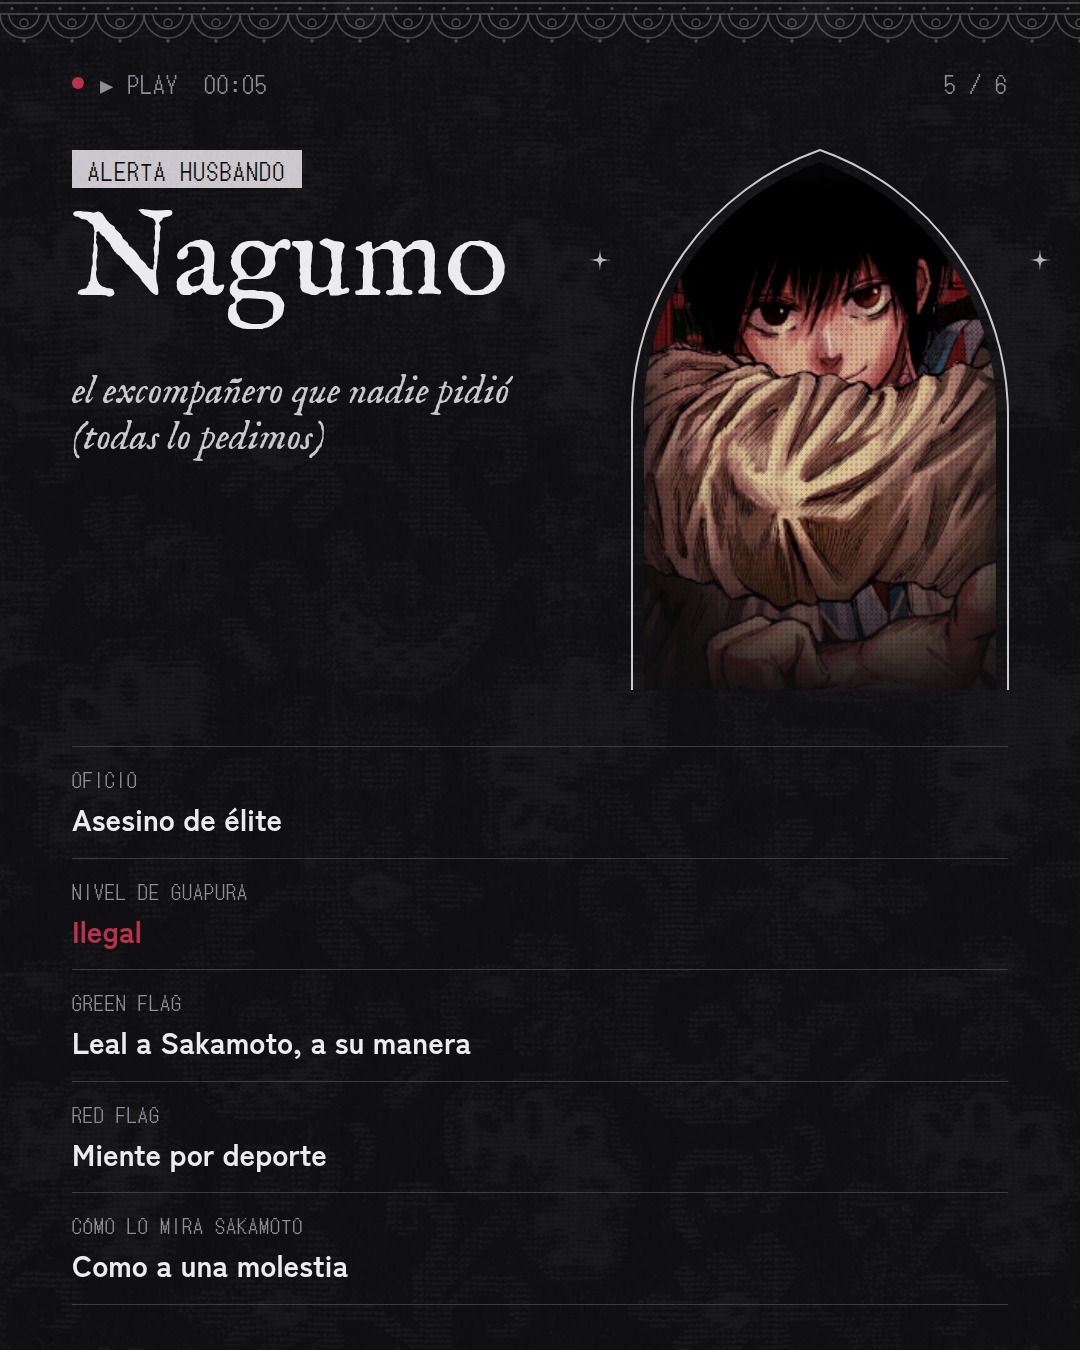 ▶ PLAY 00:05
5 / 6
ALERTA HUSBANDO
Nagumo
el excompañero que nadie pidió
(todas lo pedimos)
OFICIO
Asesino de élite
NIVEL DE GUAPURA
Ilegal
GREEN FLAG
Leal a Sakamoto, a su manera
RED FLAG
Miente por deporte
CÓMO LO MIRA SAKAMOTO
Como a una molestia